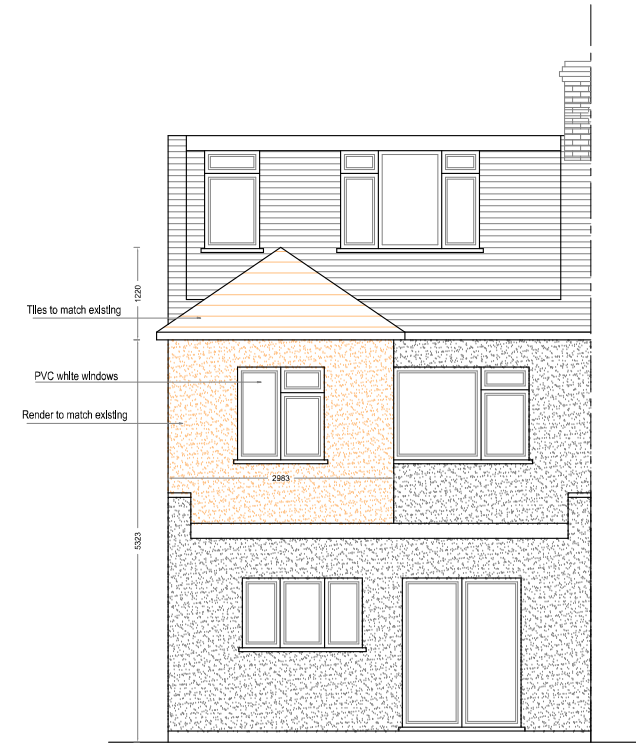 1220
Tiles to match existing
PVC white windows
Render to match existing
2983
5323